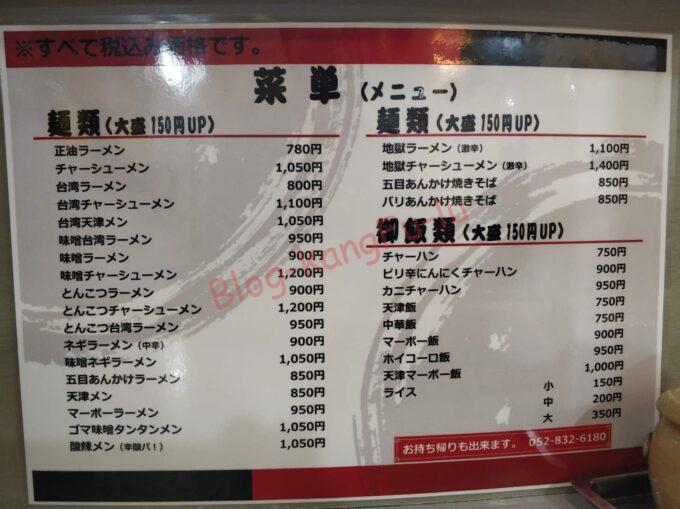 ※すべて税込み価格です。
菜単(メニュー)
麺類(大盛150円UP)
正油ラーメン 780円
チャーシューメン 1,050円
台湾ラーメン 800円
台湾チャーシューメン 1,100円
台湾天津メン 1,050円
味噌台湾ラーメン 950円
味噌ラーメン 900円
味噌チャーシューメン 1,200円
とんこつラーメン 900円
とんこつチャーシューメン 1,200円
とんこつ台湾ラーメン 950円
ネギラーメン(中辛) 900円
味噌ネギラーメン 1,050円
五目あんかけラーメン 850円
天津メン 850円
マーボーラーメン 950円
ゴマ味噌タンタンメン 1,050円
酸辣メン(辛酸パ!) 1,050円
麺類(大盛150円UP)
地獄ラーメン(激辛) 1,100円
地獄チャーシューメン(激辛) 1,400円
五目あんかけ焼きそば 850円
バリあんかけ焼きそば 850円
御飯類(大盛150円UP)
チャーハン 750円
ピリ辛にんにくチャーハン 900円
カニチャーハン 950円
天津飯 750円
中華飯 750円
マーボー飯 900円
ホイコーロ飯 950円
天津マーボー飯 1,000円
ライス 小 150円
中 200円
大 350円
お持ち帰りも出来ます。 052-832-6180